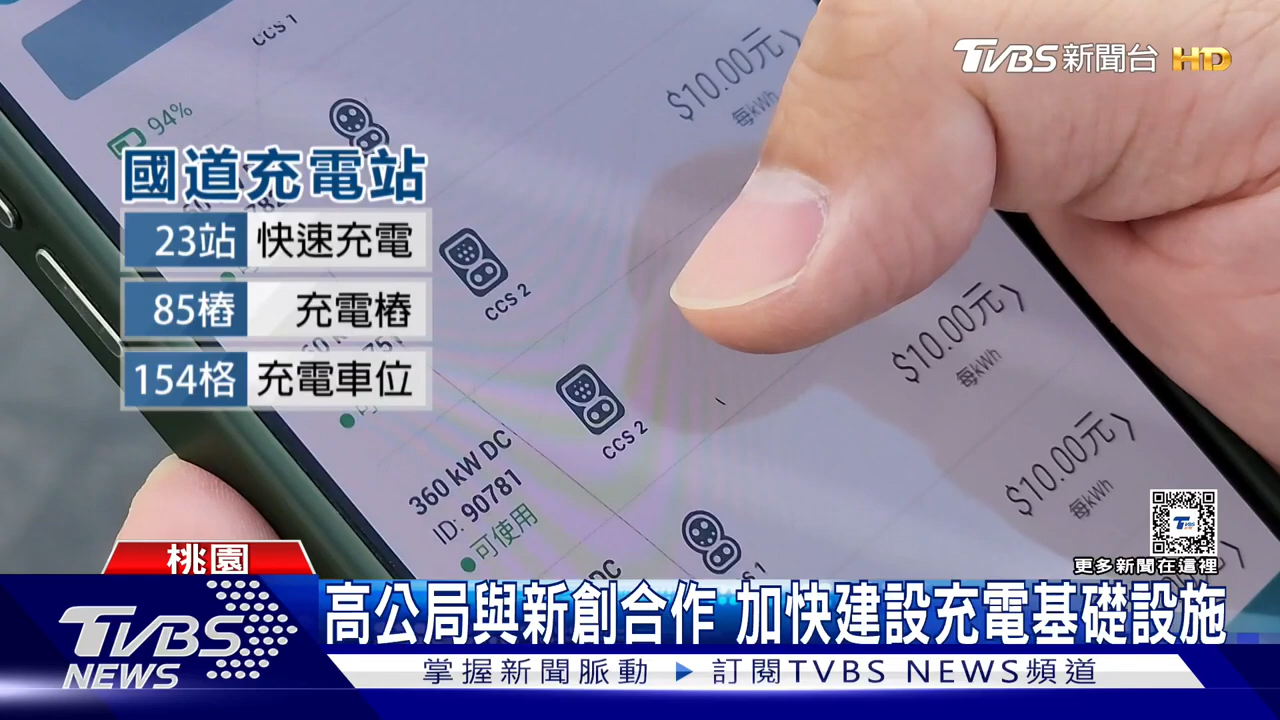 CCS 1
TVBS新聞台 HD
94%
$10.00元
每kWh
國道充電站
23站 快速充電
85樁 充電樁
154格 充電車位
CCS 2
$10.00元
每kWh
CCS 2
360 kW DC
ID: 90781
可使用
$10.00元
每kWh
更多新聞在這裡
桃園
高公局與新創合作 加快建設充電基礎設施
TVBS NEWS
掌握新聞脈動 ▶ 訂閱TVBS NEWS頻道